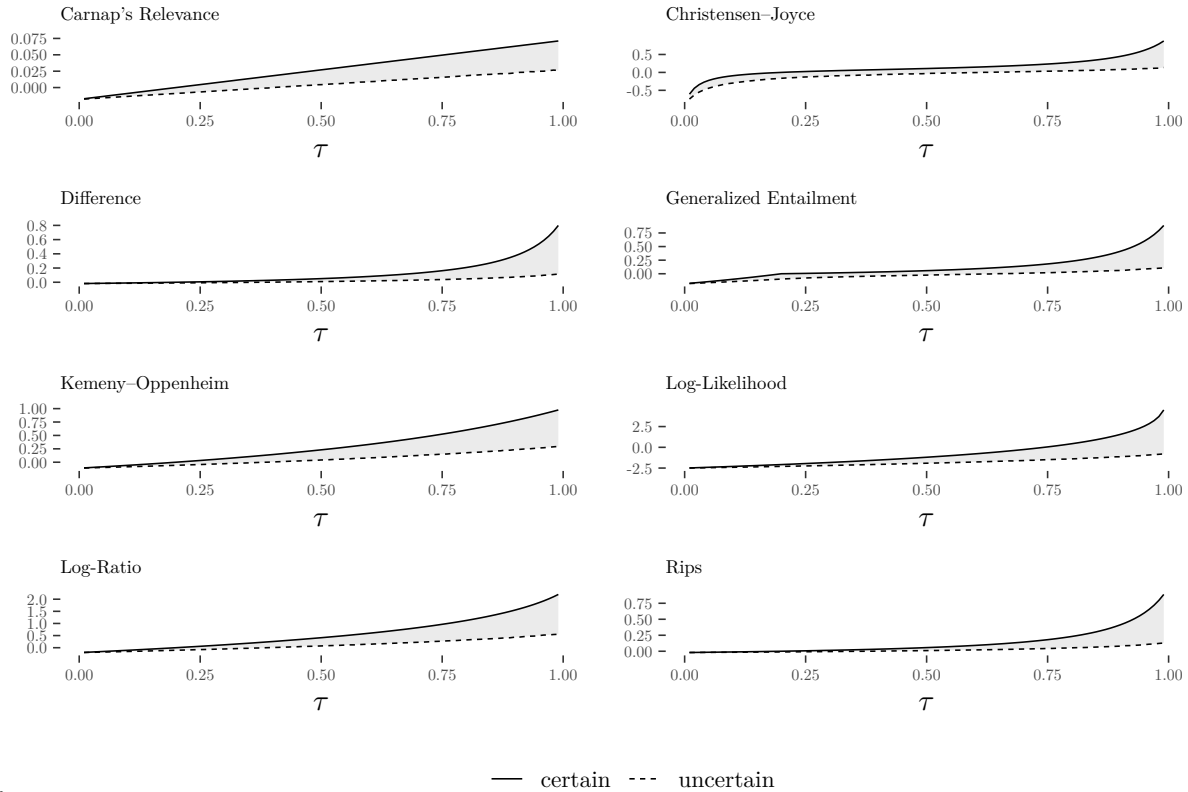 Carnap's Relevance
0.075
0.050
0.025
0.000
0.00 0.25 0.50 0.75 1.00
τ
Christensen–Joyce
0.5
0.0
-0.5
0.00 0.25 0.50 0.75 1.00
τ
Difference
0.8
0.6
0.4
0.2
0.0
0.00 0.25 0.50 0.75 1.00
τ
Generalized Entailment
0.75
0.50
0.25
0.00
0.00 0.25 0.50 0.75 1.00
τ
Kemeny–Oppenheim
1.00
0.75
0.50
0.25
0.00
0.00 0.25 0.50 0.75 1.00
τ
Log-Likelihood
2.5
0.0
-2.5
0.00 0.25 0.50 0.75 1.00
τ
Log-Ratio
2.0
1.5
1.0
0.5
0.0
0.00 0.25 0.50 0.75 1.00
τ
Rips
0.75
0.50
0.25
0.00
0.00 0.25 0.50 0.75 1.00
τ
certain uncertain